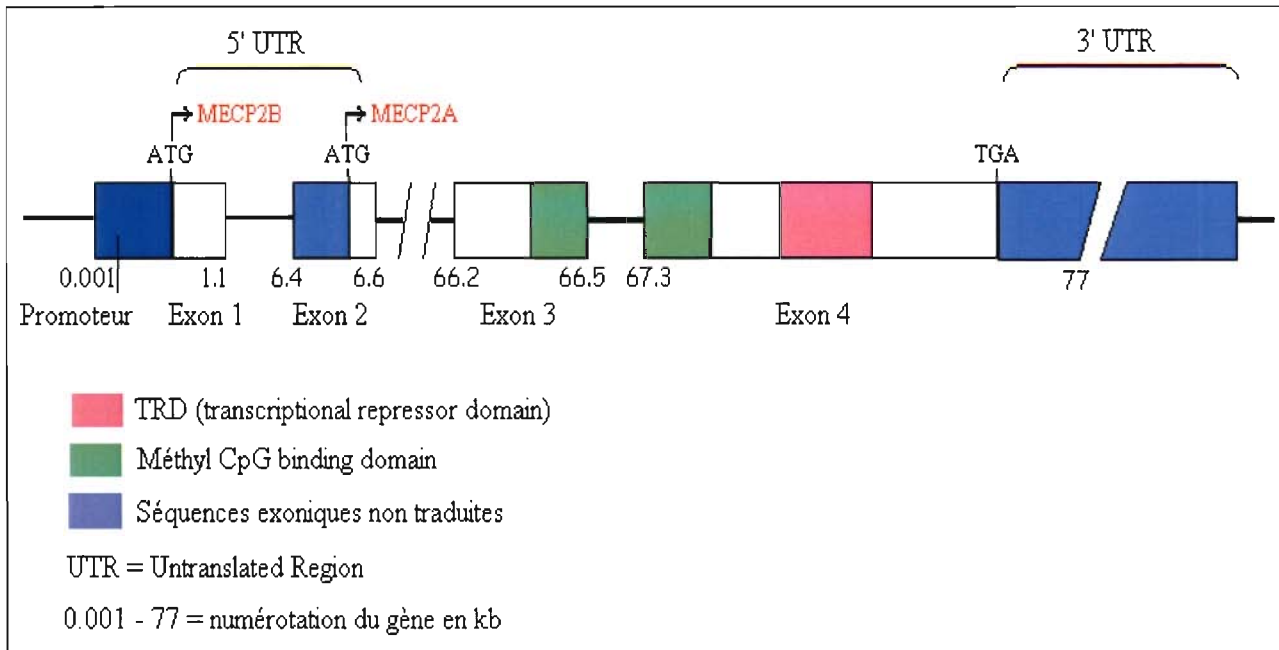 5' UTR 3' UTR
MECP2B MECP2A
ATG ATG TGA
0.001 1.1 6.4 6.6 66.2 66.5 67.3 77
Promoteur Exon 1 Exon 2 Exon 3 Exon 4
TRD (transcriptional repressor domain)
Méthyl CpG binding domain
Séquences exoniques non traduites
UTR = Untranslated Region
0.001 - 77 = numérotation du gène en kb